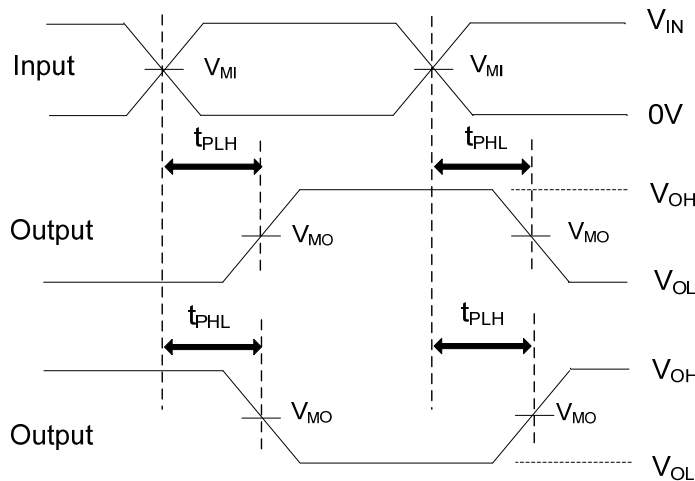 V_IN
Input
V_MI
V_MI
0V
t_PLH
t_PHL
V_OH
Output
V_MO
V_MO
V_OL
t_PHL
t_PLH
V_OH
V_MO
V_MO
Output
V_OL